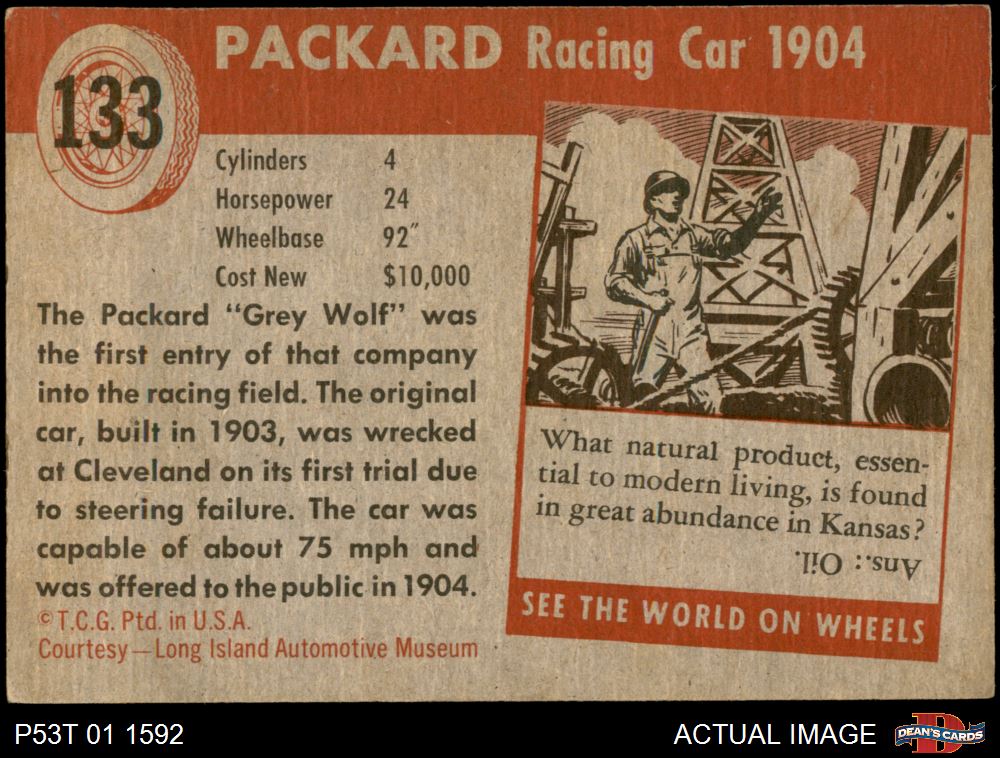 133
PACKARD Racing Car 1904
Cylinders 4
Horsepower 24
Wheelbase 92"
Cost New $10,000
The Packard “Grey Wolf” was
the first entry of that company
into the racing field. The original
car, built in 1903, was wrecked
at Cleveland on its first trial due
to steering failure. The car was
capable of about 75 mph and
was offered to the public in 1904.
©T.C.G. Ptd. in U.S.A.
Courtesy—Long Island Automotive Museum
What natural product, essen-
tial to modern living, is found
in great abundance in Kansas?
Ans.: Oil.
SEE THE WORLD ON WHEELS
P53T 01 1592
ACTUAL IMAGE
DEAN'S CARDS